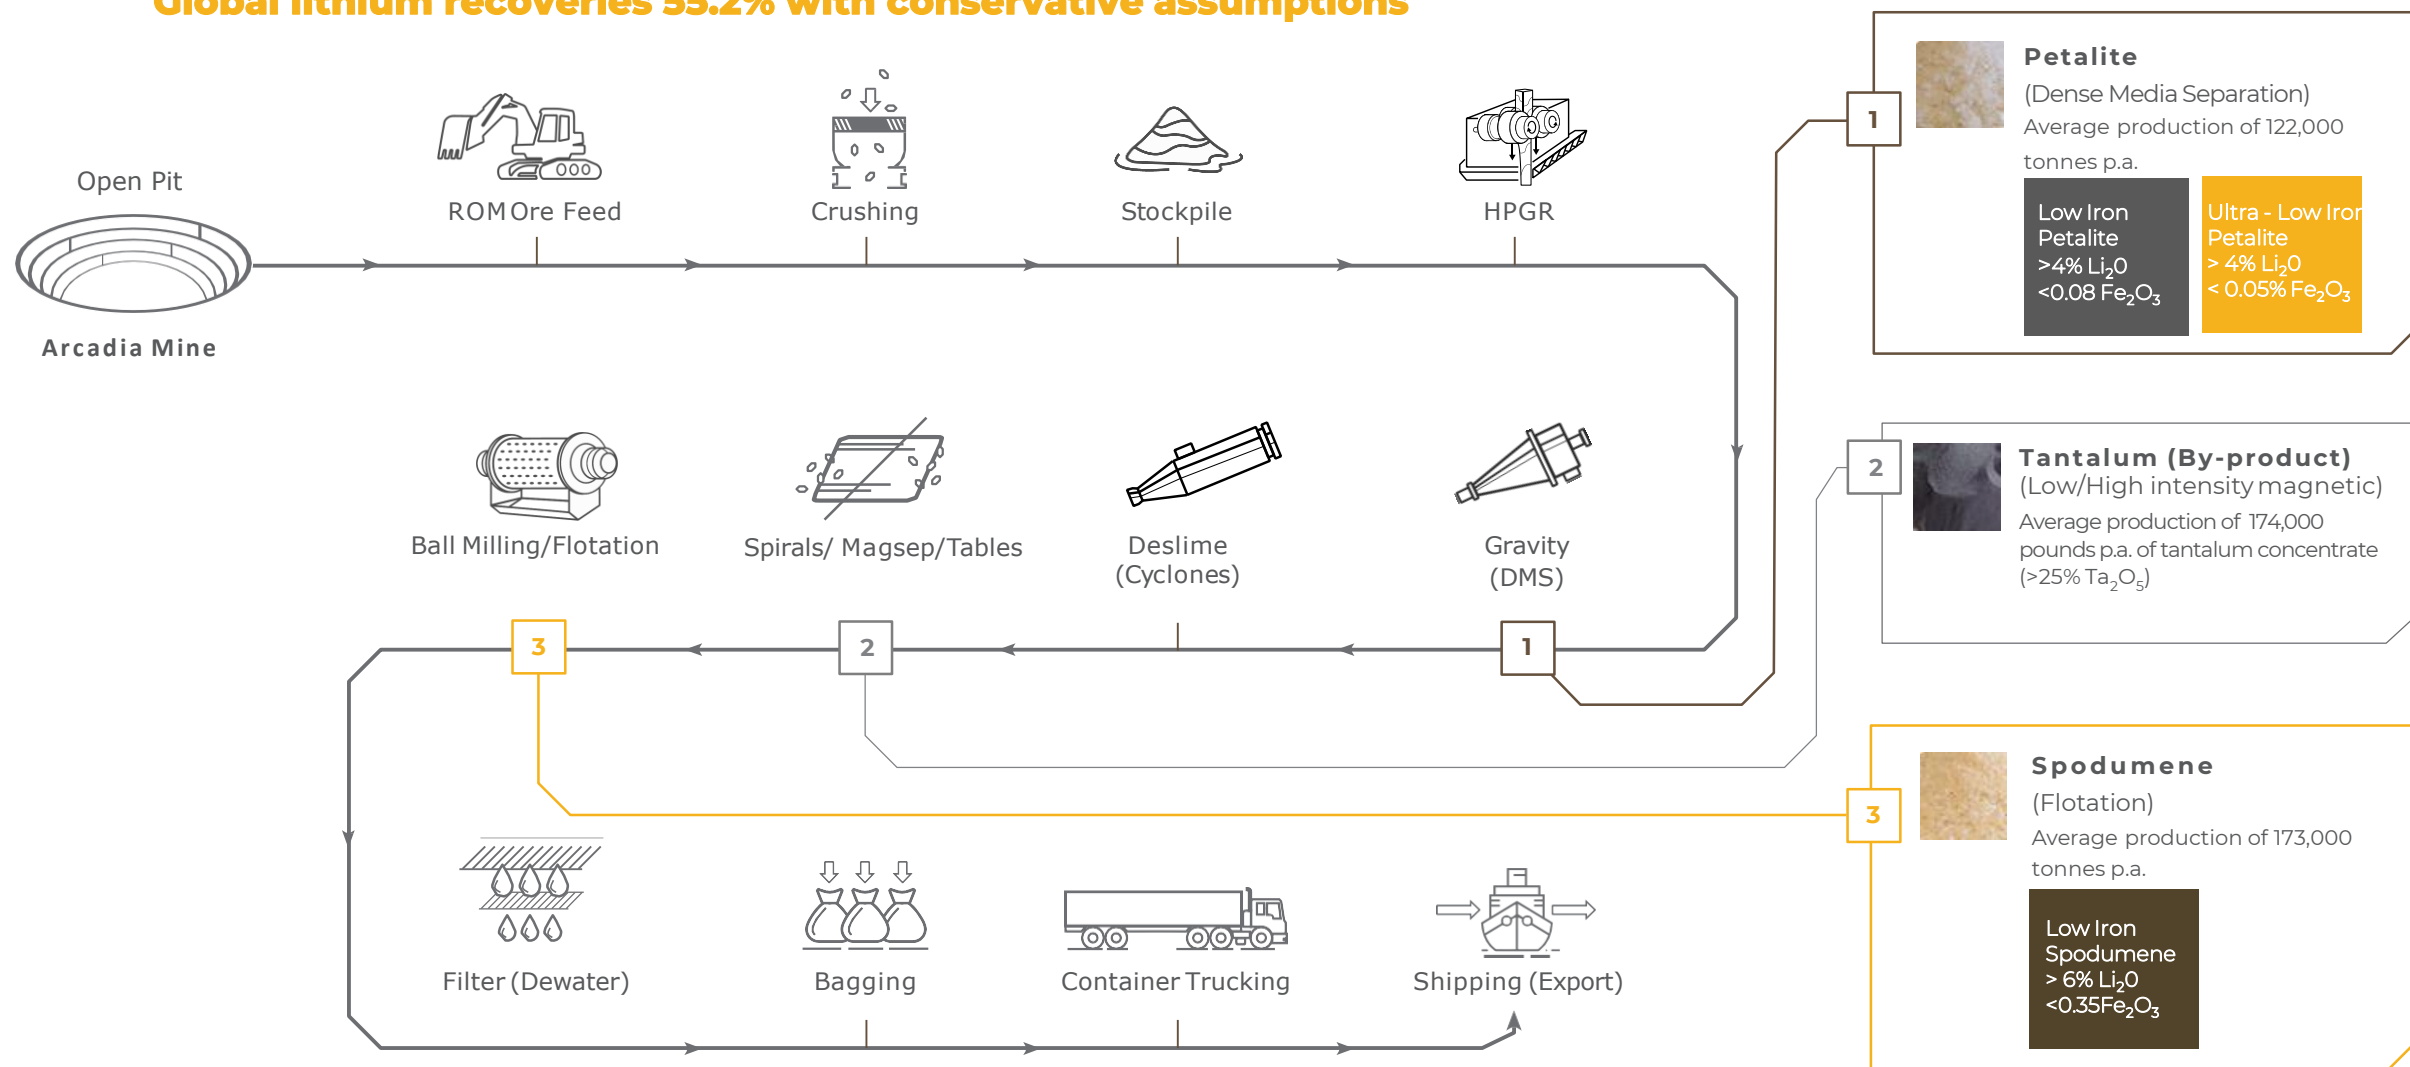 Global lithium recoveries 55.2% with conservative assumptions
Open Pit
Arcadia Mine
ROM Ore Feed
Crushing
Stockpile
HPGR
Ball Milling/Flotation
Spirals/ Magsep/Tables
Deslime
(Cyclones)
Gravity
(DMS)
3
2
1
Filter (Dewater)
Bagging
Container Trucking
Shipping (Export)
1
Petalite
(Dense Media Separation)
Average production of 122,000
tonnes p.a.
Low Iron
Petalite
>4% Li₂0
<0.08 Fe₂O₃
Ultra - Low Iron
Petalite
> 4% Li₂0
< 0.05% Fe₂O₃
2
Tantalum (By-product)
(Low/High intensity magnetic)
Average production of 174,000
pounds p.a. of tantalum concentrate
(>25% Ta₂O₅)
3
Spodumene
(Flotation)
Average production of 173,000
tonnes p.a.
Low Iron
Spodumene
> 6% Li₂0
<0.35Fe₂O₃